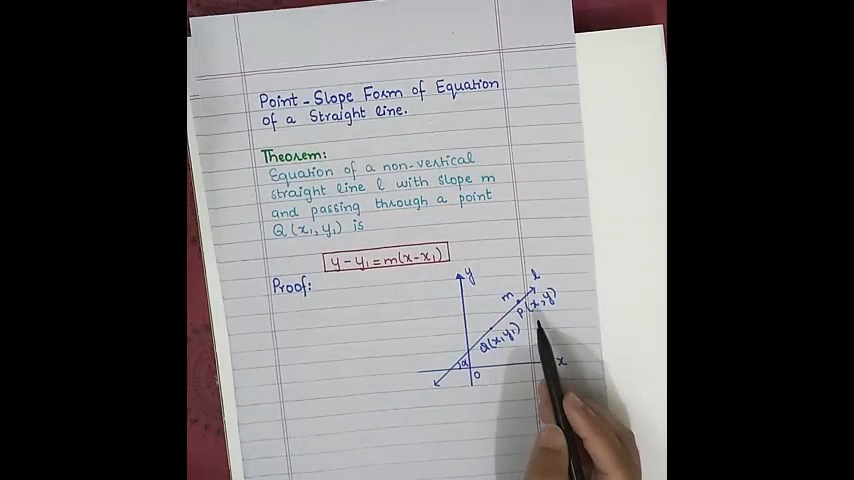 Point - Slope Form of Equation
of a Straight line.
Theorem:
Equation of a non-vertical
straight line l with slope m
and passing through a point
Q(x₁, y₁) is
y - y₁ = m(x - x₁)
Proof:
y
l
m
P(x, y)
Q(x₁, y₁)
α
O
x